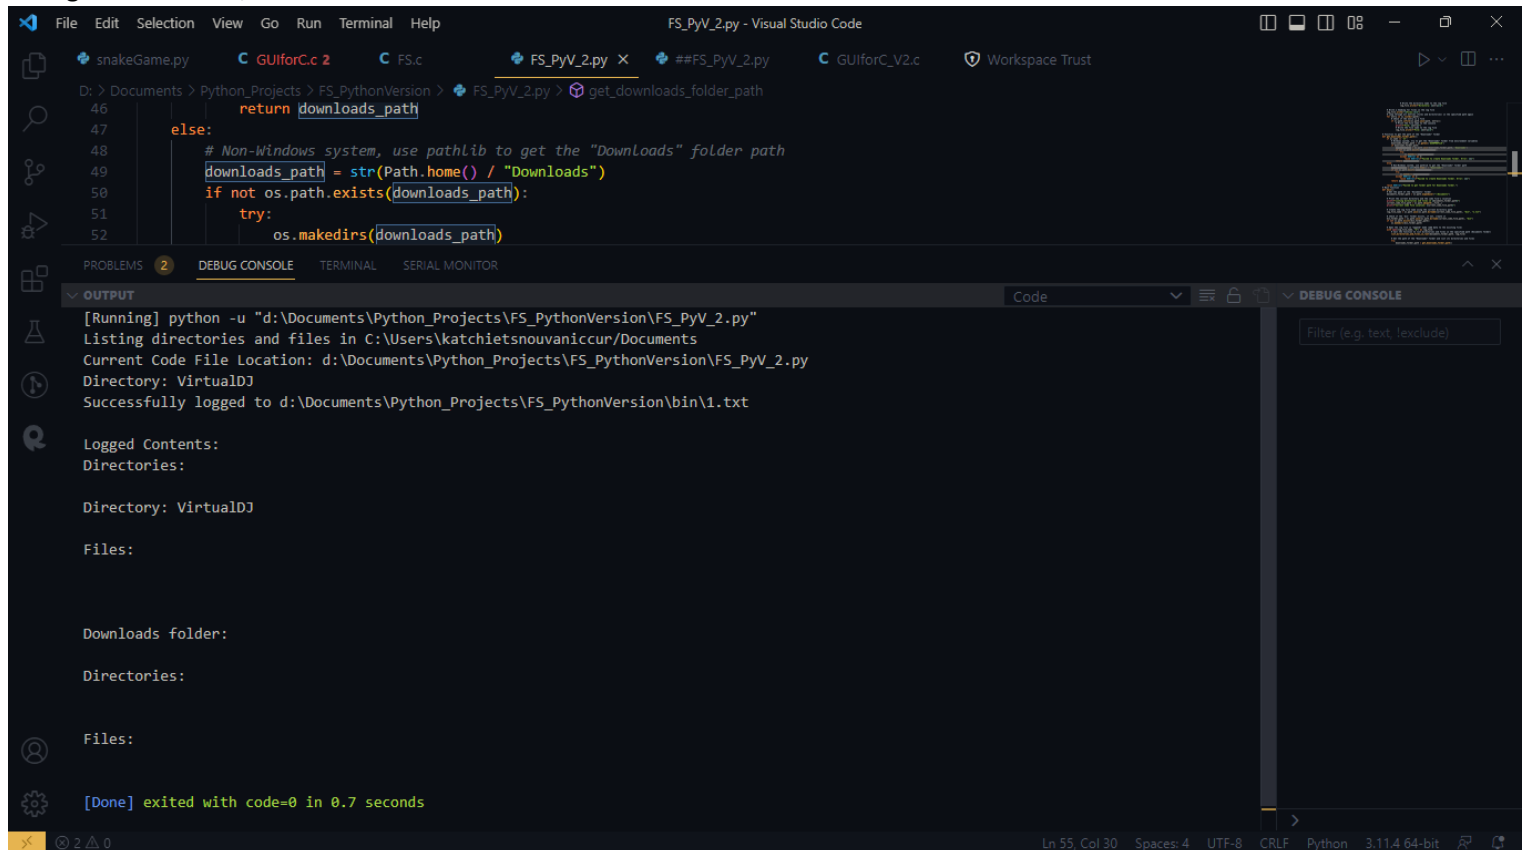 File Edit Selection View Go Run Terminal Help FS_PyV_2.py - Visual Studio Code
snakeGame.py GUIforC.c 2 FS.c FS_PyV_2.py ##FS_PyV_2.py GUIforC_V2.c Workspace Trust
D: > Documents > Python_Projects > FS_PythonVersion > FS_PyV_2.py > get_downloads_folder_path
46 return downloads_path
47 else:
48 # Non-Windows system, use pathlib to get the "Downloads" folder path
49 downloads_path = str(Path.home() / "Downloads")
50 if not os.path.exists(downloads_path):
51 try:
52 os.makedirs(downloads_path)
PROBLEMS 2 DEBUG CONSOLE TERMINAL SERIAL MONITOR
OUTPUT Code DEBUG CONSOLE
Filter (e.g. text, !exclude)
[Running] python -u "d:\Documents\Python_Projects\FS_PythonVersion\FS_PyV_2.py"
Listing directories and files in C:\Users\katchietsnouvaniccur/Documents
Current Code File Location: d:\Documents\Python_Projects\FS_PythonVersion\FS_PyV_2.py
Directory: VirtualDJ
Successfully logged to d:\Documents\Python_Projects\FS_PythonVersion\bin\1.txt
Logged Contents:
Directories:
Directory: VirtualDJ
Files:
Downloads folder:
Directories:
Files:
[Done] exited with code=0 in 0.7 seconds
2 0 Ln 55, Col 30 Spaces: 4 UTF-8 CRLF Python 3.11.4 64-bit